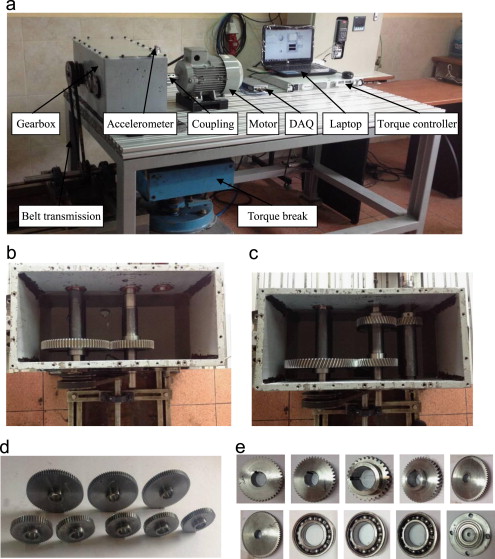 a
Gearbox
Accelerometer
Coupling
Motor
DAQ
Laptop
Torque controller
Belt transmission
Torque break
b
c
d
e